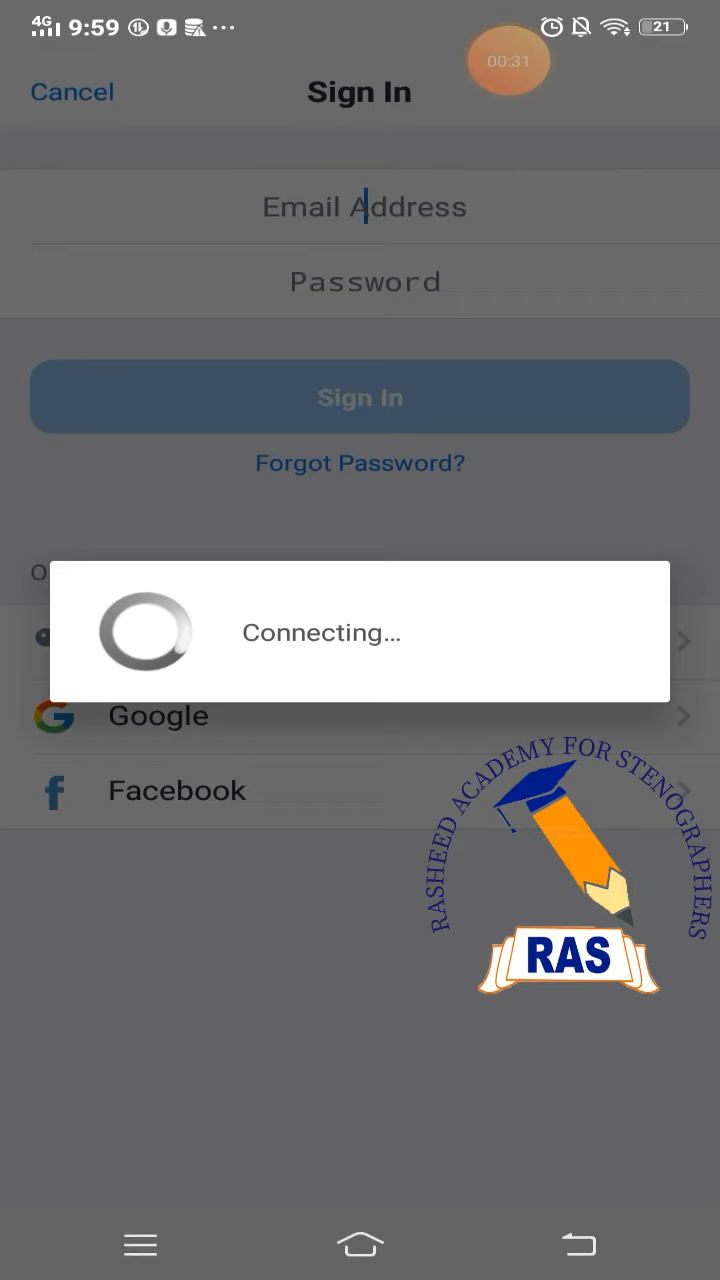 4G 9:59 21
00:31
Cancel Sign In
Email Address
Password
Sign In
Forgot Password?
O
Connecting...
Google
Facebook
RASHEED ACADEMY FOR STENOGRAPHERS
RAS